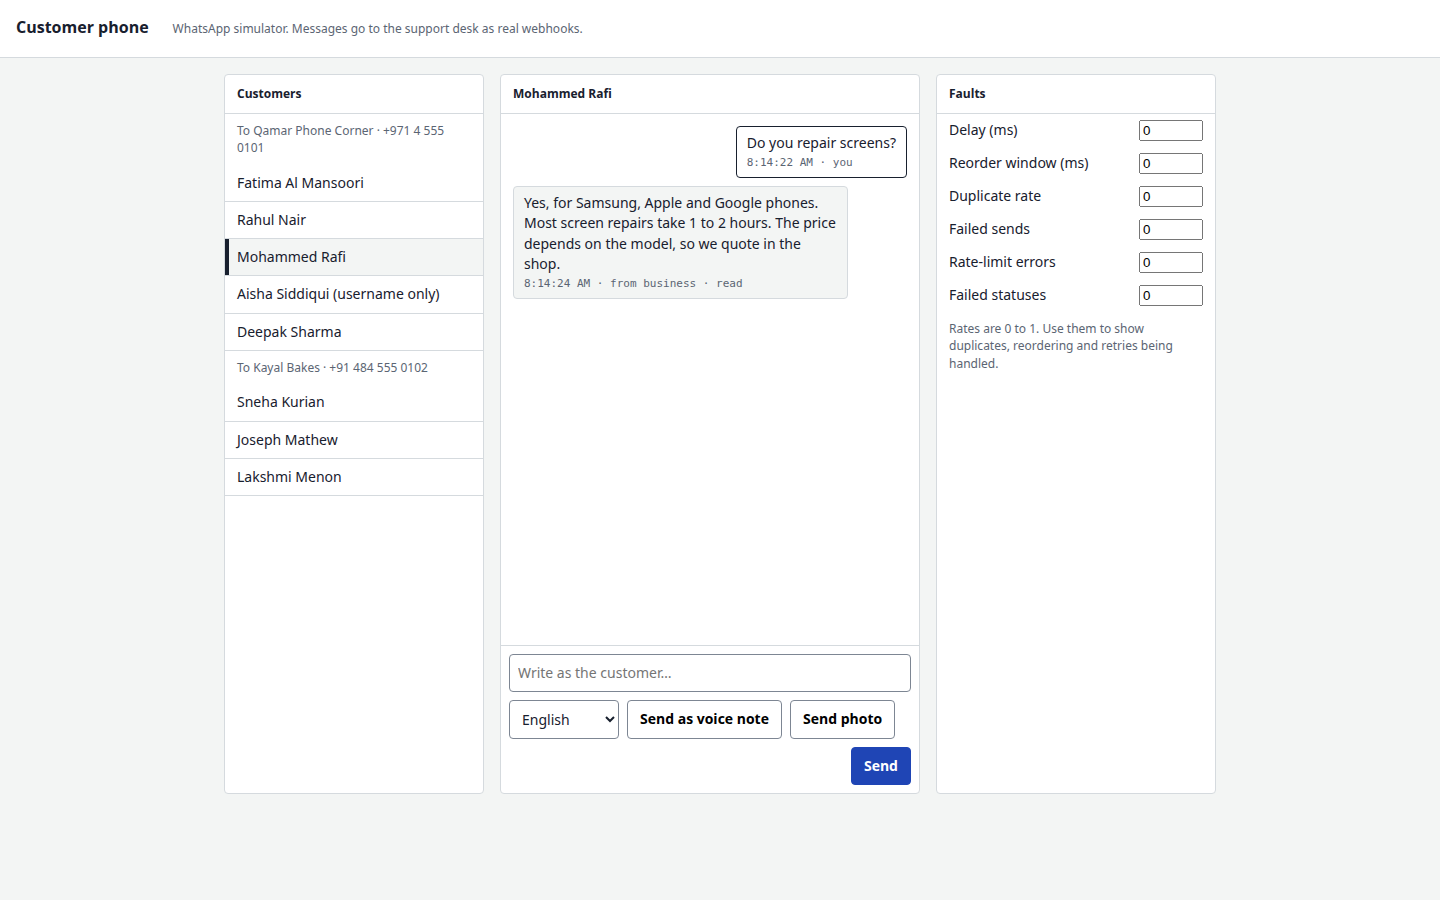 Customer phone
WhatsApp simulator. Messages go to the support desk as real webhooks.
Customers
To Qamar Phone Corner · +971 4 555
0101
Fatima Al Mansoori
Rahul Nair
Mohammed Rafi
Aisha Siddiqui (username only)
Deepak Sharma
To Kayal Bakes · +91 484 555 0102
Sneha Kurian
Joseph Mathew
Lakshmi Menon
Mohammed Rafi
Do you repair screens?
8:14:22 AM · you
Yes, for Samsung, Apple and Google phones.
Most screen repairs take 1 to 2 hours. The price
depends on the model, so we quote in the
shop.
8:14:24 AM · from business · read
Write as the customer...
English
Send as voice note
Send photo
Send
Faults
Delay (ms) 0
Reorder window (ms) 0
Duplicate rate 0
Failed sends 0
Rate-limit errors 0
Failed statuses 0
Rates are 0 to 1. Use them to show
duplicates, reordering and retries being
handled.